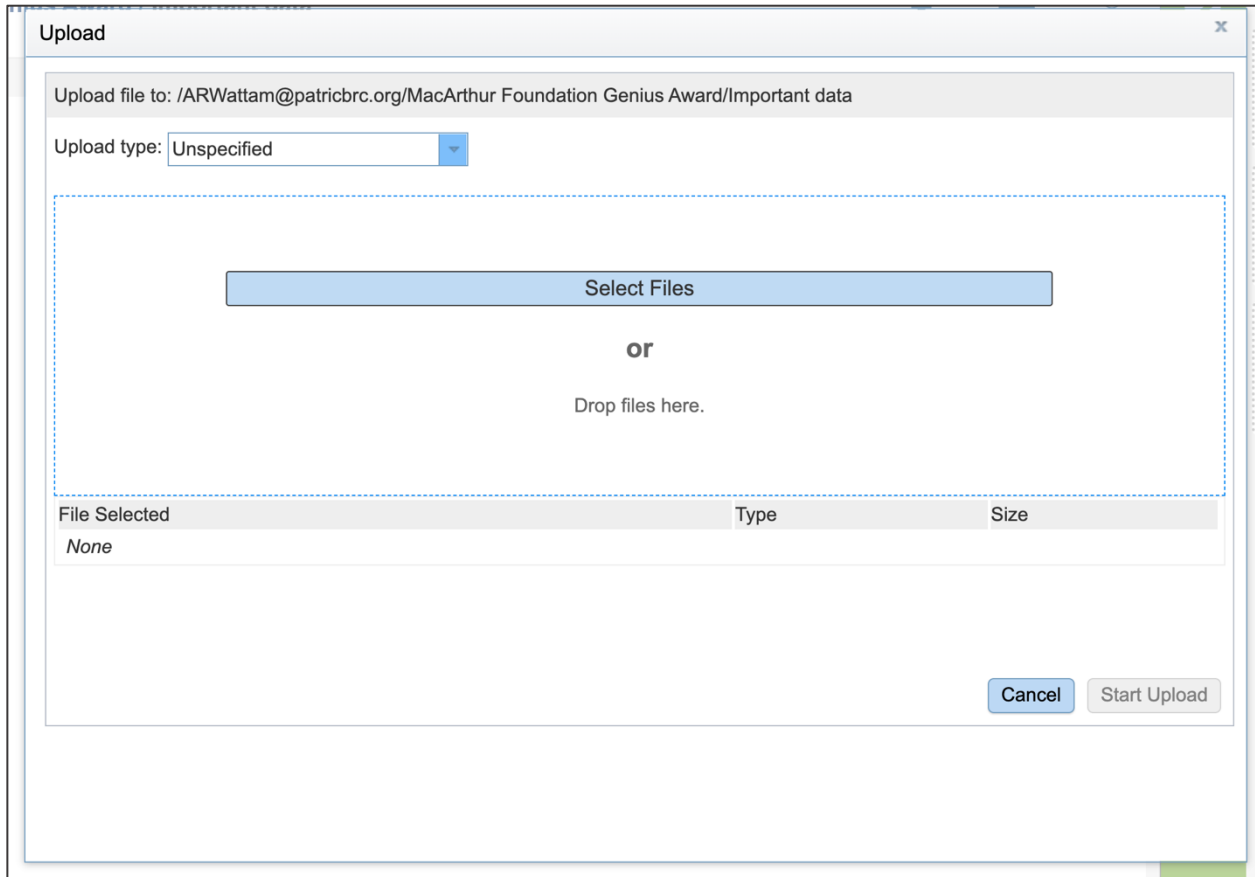 Upload
x
Upload file to: /ARWattam@patricbrc.org/MacArthur Foundation Genius Award/Important data
Upload type: Unspecified
Select Files
or
Drop files here.
File Selected Type Size
None
Cancel Start Upload